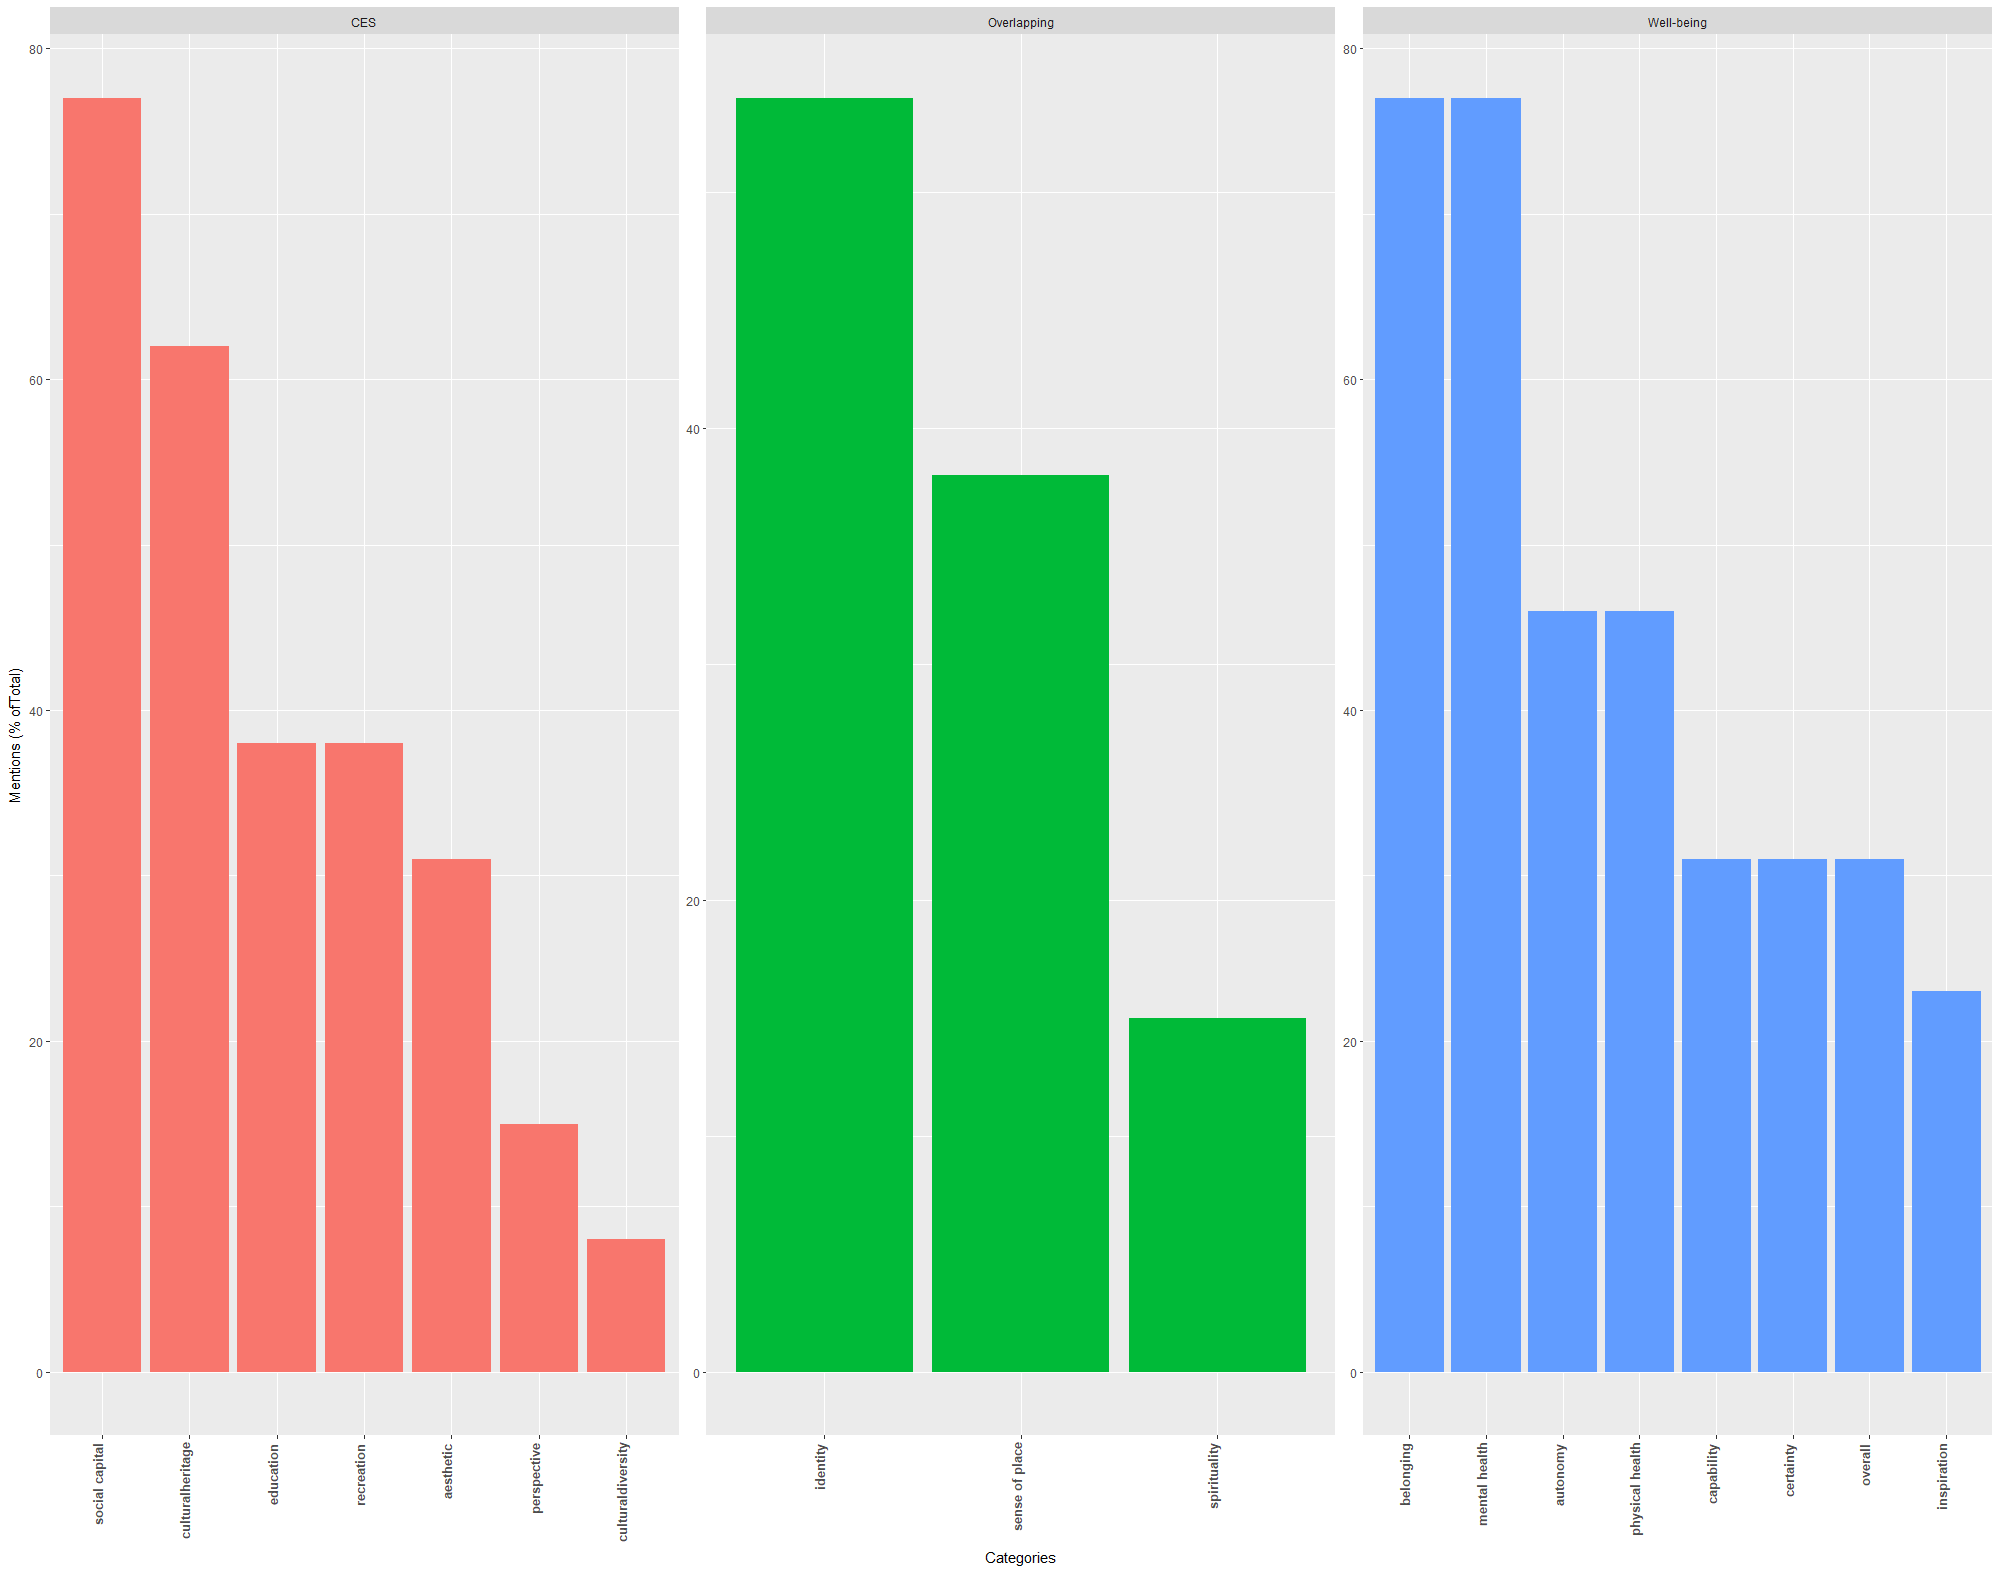 CES
Overlapping
Well-being
Mentions (% ofTotal)
80
60
40
20
0
40
20
0
80
60
40
20
0
social capital
culturalheritage
education
recreation
aesthetic
perspective
culturaldiversity
identity
sense of place
spirituality
belonging
mental health
autonomy
physical health
capability
certainty
overall
inspiration
Categories